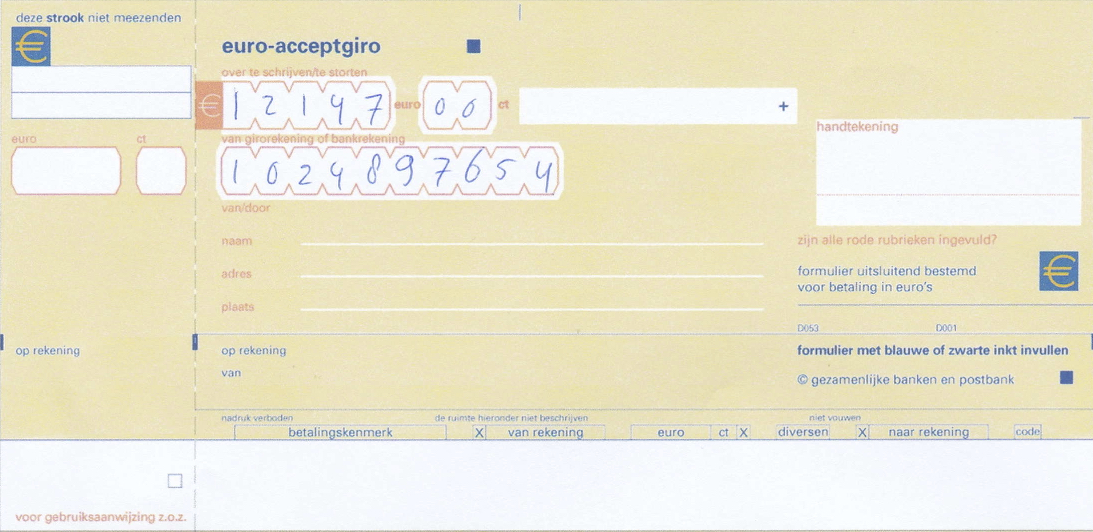 deze strook niet meezenden
€
euro ct
voor gebruiksaanwijzing z.o.z.
op rekening
euro-acceptgiro
over te schrijven/te storten
€ 12147 euro 00 ct +
van girorekening of bankrekening
1024897654
van/door
naam
adres
plaats
handtekening
zijn alle rode rubrieken ingevuld?
formulier uitsluitend bestemd
voor betaling in euro's
€
D053 D001
op rekening
van
formulier met blauwe of zwarte inkt invullen
© gezamenlijke banken en postbank
nadruk verboden de ruimte hieronder niet beschrijven niet vouwen
betalingskenmerk X van rekening euro ct X diversen X naar rekening code